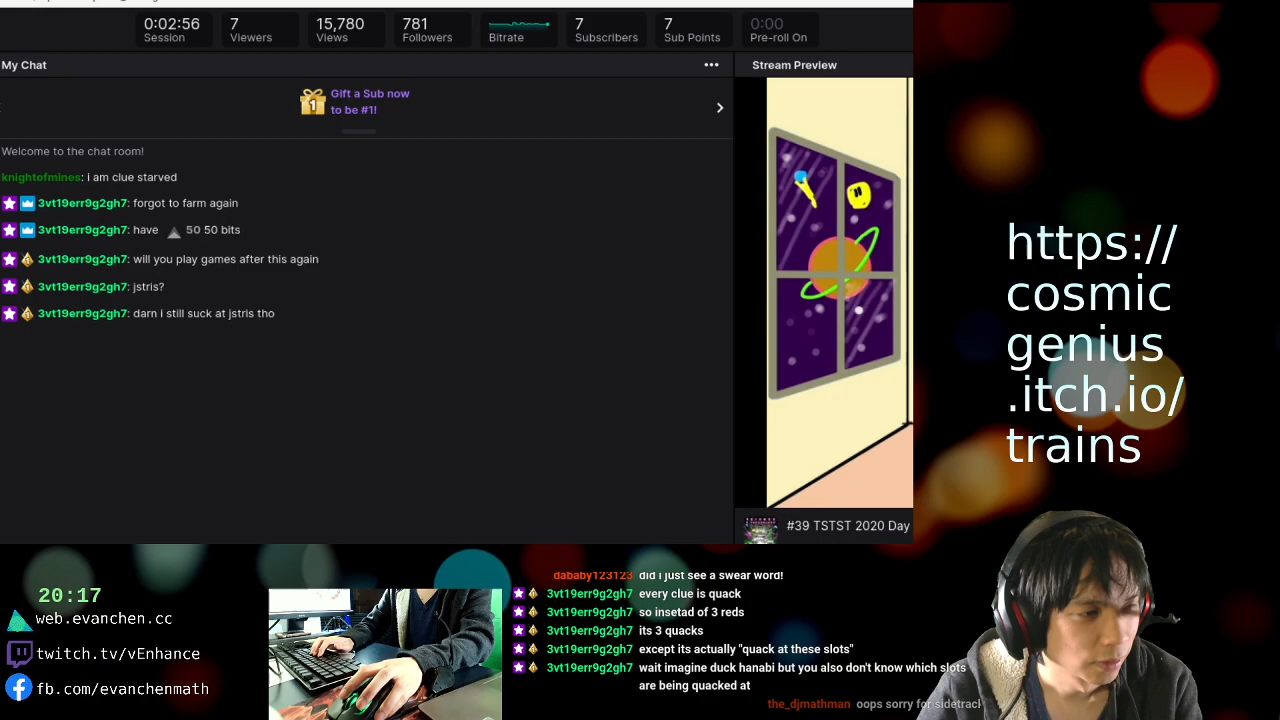 0:02:56
Session
7
Viewers
15,780
Views
781
Followers
Bitrate
7
Subscribers
7
Sub Points
0:00
Pre-roll On
My Chat
Stream Preview
1
Gift a Sub now
to be #1!
Welcome to the chat room!
knightofmines: i am clue starved
3vt19err9g2gh7: forgot to farm again
3vt19err9g2gh7: have 50 50 bits
3vt19err9g2gh7: will you play games after this again
3vt19err9g2gh7: jstris?
3vt19err9g2gh7: darn i still suck at jstris tho
#39 TSTST 2020 Day
https://
cosmic
genius
.itch.io/
trains
20:17
web.evanchen.cc
twitch.tv/vEnhance
fb.com/evanchenmath
dababy123123 did i just see a swear word!
3vt19err9g2gh7 every clue is quack
3vt19err9g2gh7 so insetad of 3 reds
3vt19err9g2gh7 its 3 quacks
3vt19err9g2gh7 except its actually "quack at these slots"
3vt19err9g2gh7 wait imagine duck hanabi but you also don't know which slots
are being quacked at
the_djmathman oops sorry for sidetracl